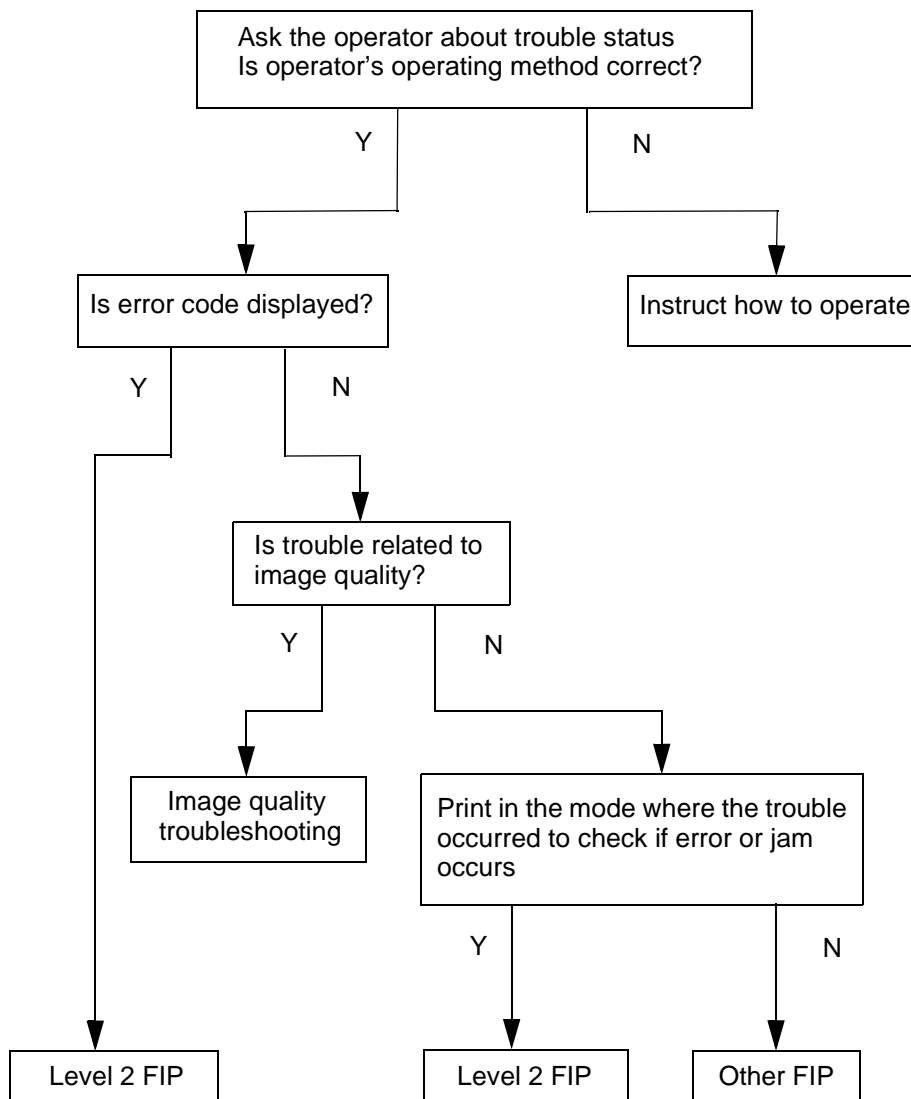 Ask the operator about trouble status
Is operator's operating method correct?
Y
N
Is error code displayed?
Instruct how to operate
Y
N
Is trouble related to
image quality?
Y
N
Image quality
troubleshooting
Print in the mode where the trouble
occurred to check if error or jam
occurs
Y
N
Level 2 FIP
Level 2 FIP
Other FIP